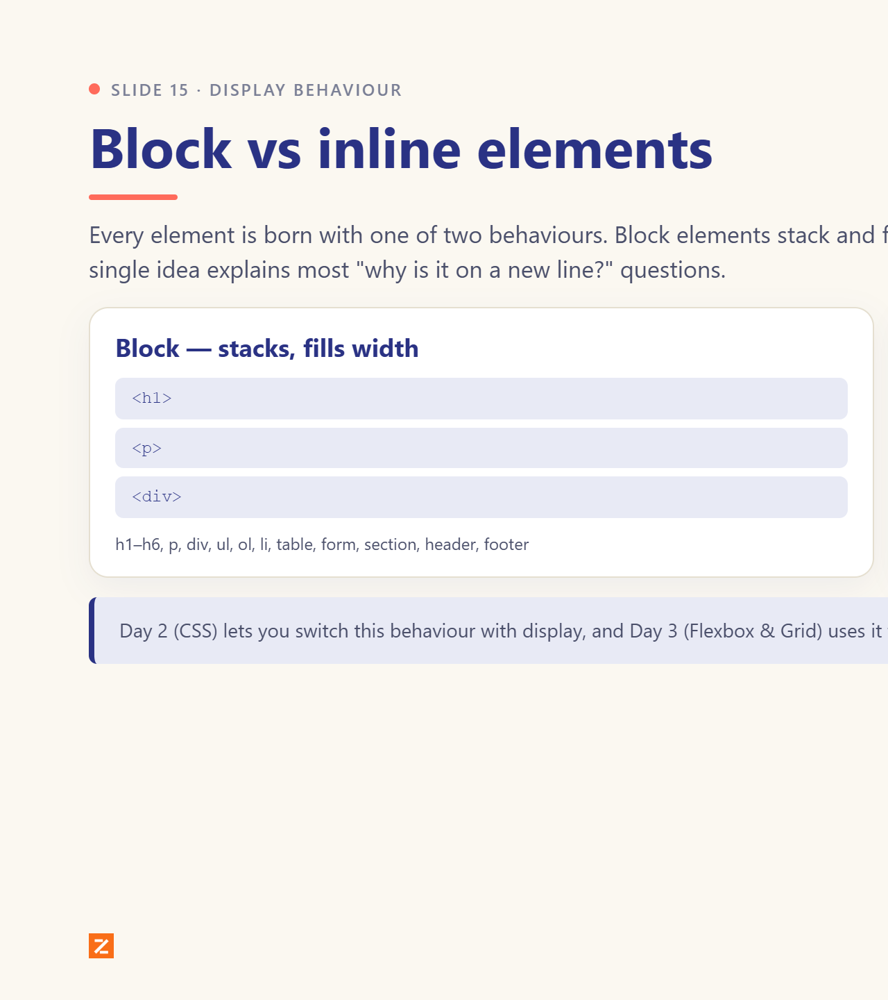 SLIDE 15 · DISPLAY BEHAVIOUR
Block vs inline elements
Every element is born with one of two behaviours. Block elements stack and
single idea explains most "why is it on a new line?" questions.
Block — stacks, fills width
<h1>
<p>
<div>
h1–h6, p, div, ul, ol, li, table, form, section, header, footer
Day 2 (CSS) lets you switch this behaviour with display, and Day 3 (Flexbox & Grid) uses it